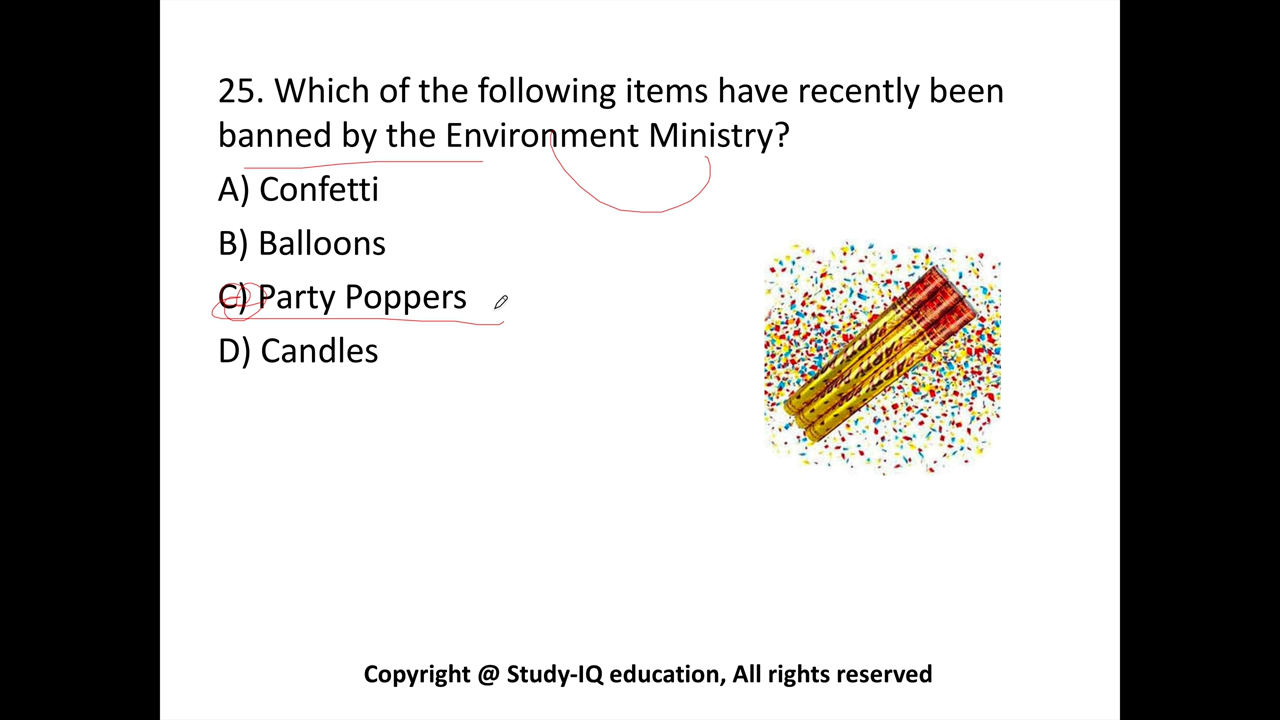 25. Which of the following items have recently been
banned by the Environment Ministry?
A) Confetti
B) Balloons
C) Party Poppers
D) Candles
Copyright @ Study-IQ education, All rights reserved